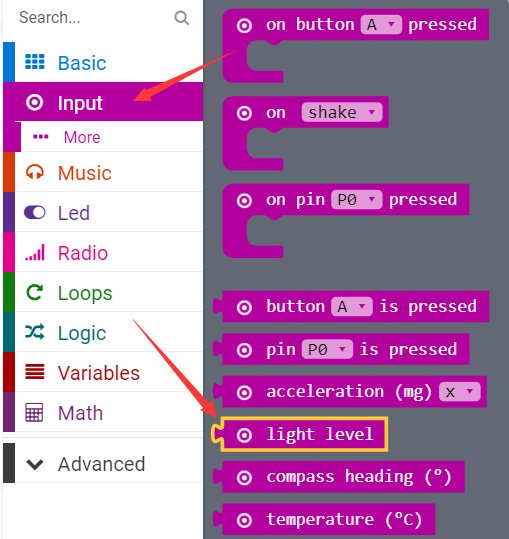 Search...
Basic
Input
More
Music
Led
Radio
Loops
Logic
Variables
Math
Advanced
on button A pressed
on shake
on pin P0 pressed
button A is pressed
pin P0 is pressed
acceleration (mg) x
light level
compass heading (°)
temperature (°C)